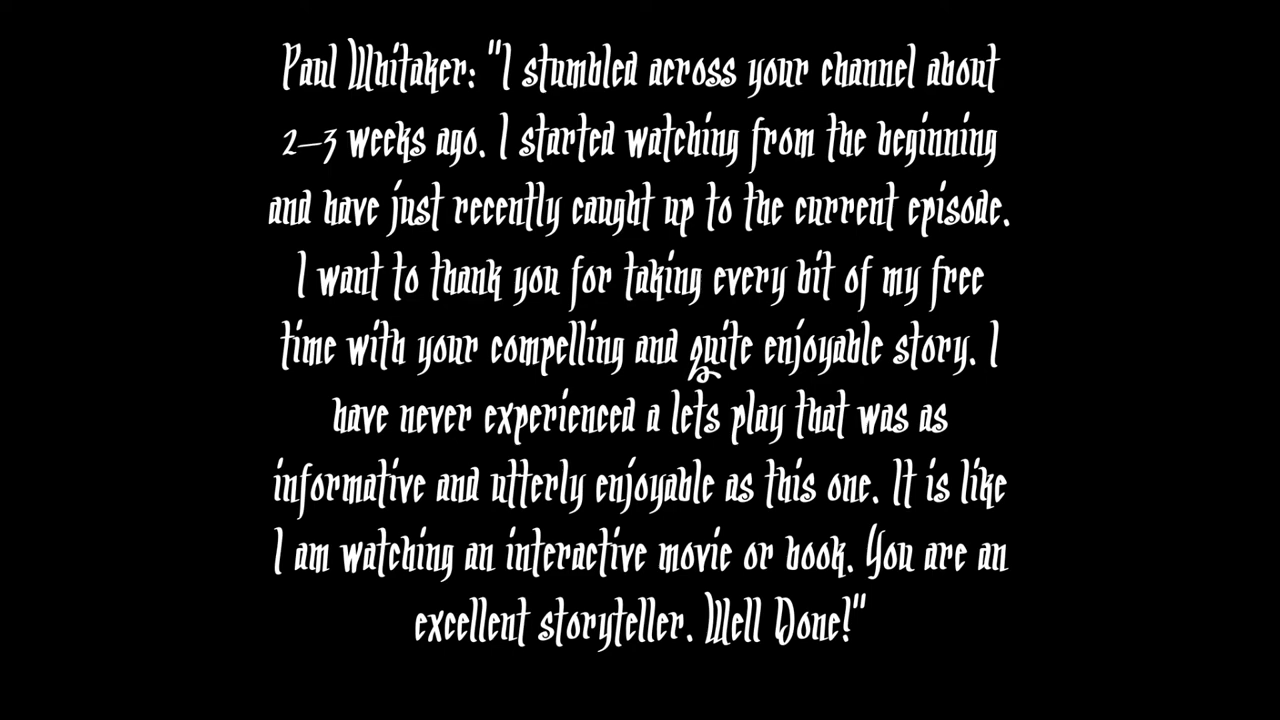 Paul Whitaker: "I stumbled across your channel about
2-3 weeks ago. I started watching from the beginning
and have just recently caught up to the current episode.
I want to thank you for taking every bit of my free
time with your compelling and quite enjoyable story. I
have never experienced a lets play that was as
informative and utterly enjoyable as this one. It is like
I am watching an interactive movie or book. You are an
excellent storyteller. Well Done!"